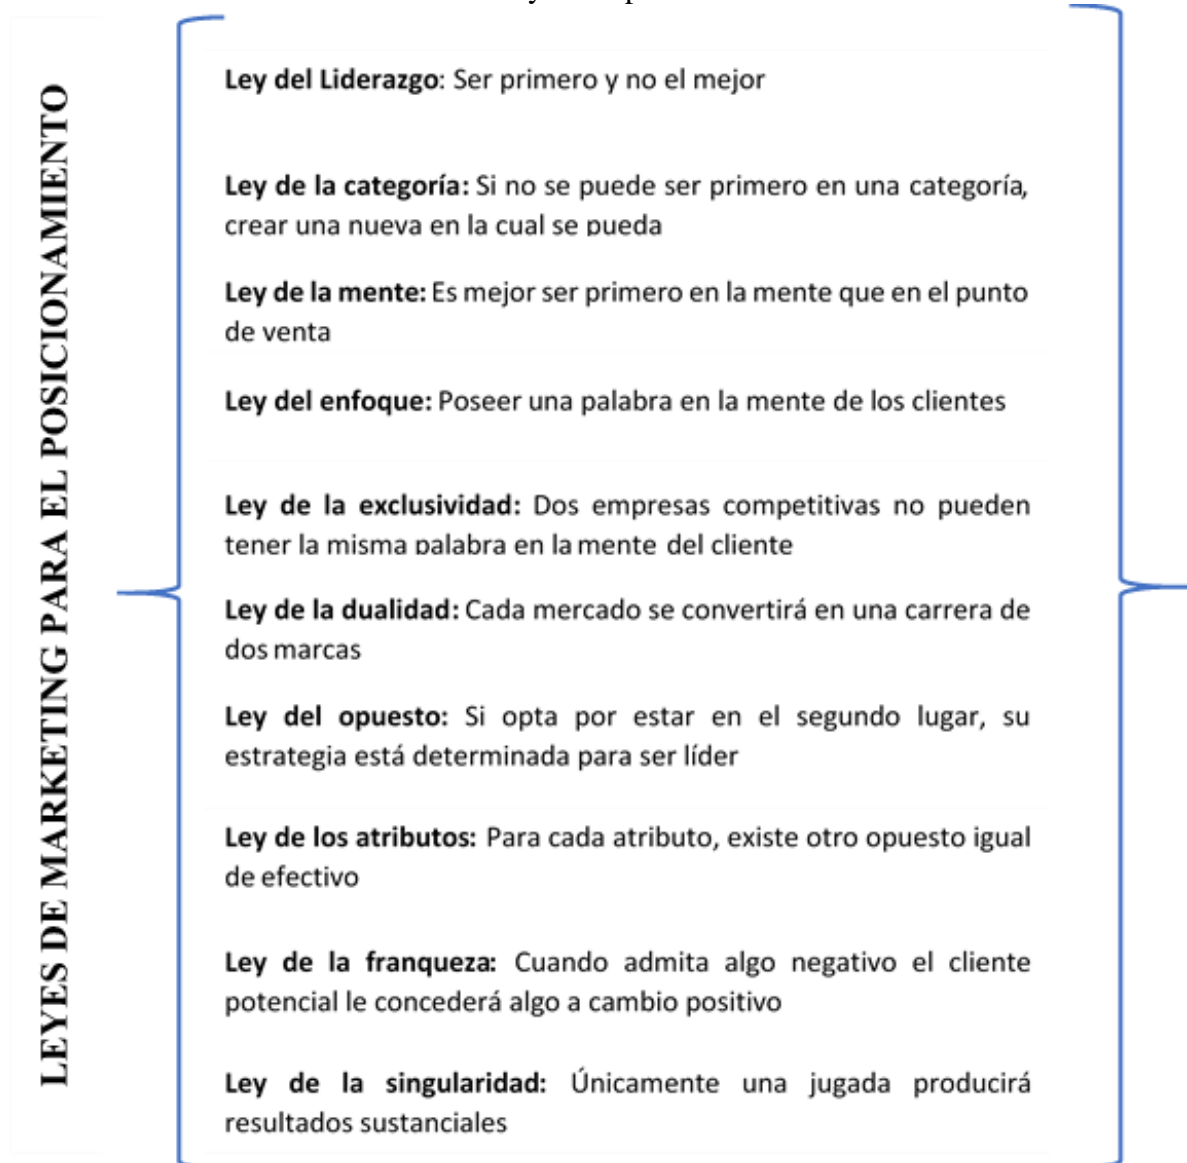 LEYES DE MARKETING PARA EL POSICIONAMIENTO
Ley del Liderazgo: Ser primero y no el mejor
Ley de la categoría: Si no se puede ser primero en una categoría,
crear una nueva en la cual se pueda
Ley de la mente: Es mejor ser primero en la mente que en el punto
de venta
Ley del enfoque: Poseer una palabra en la mente de los clientes
Ley de la exclusividad: Dos empresas competitivas no pueden
tener la misma palabra en la mente del cliente
Ley de la dualidad: Cada mercado se convertirá en una carrera de
dos marcas
Ley del opuesto: Si opta por estar en el segundo lugar, su
estrategia está determinada para ser líder
Ley de los atributos: Para cada atributo, existe otro opuesto igual
de efectivo
Ley de la franqueza: Cuando admita algo negativo el cliente
potencial le concederá algo a cambio positivo
Ley de la singularidad: Únicamente una jugada producirá
resultados sustanciales